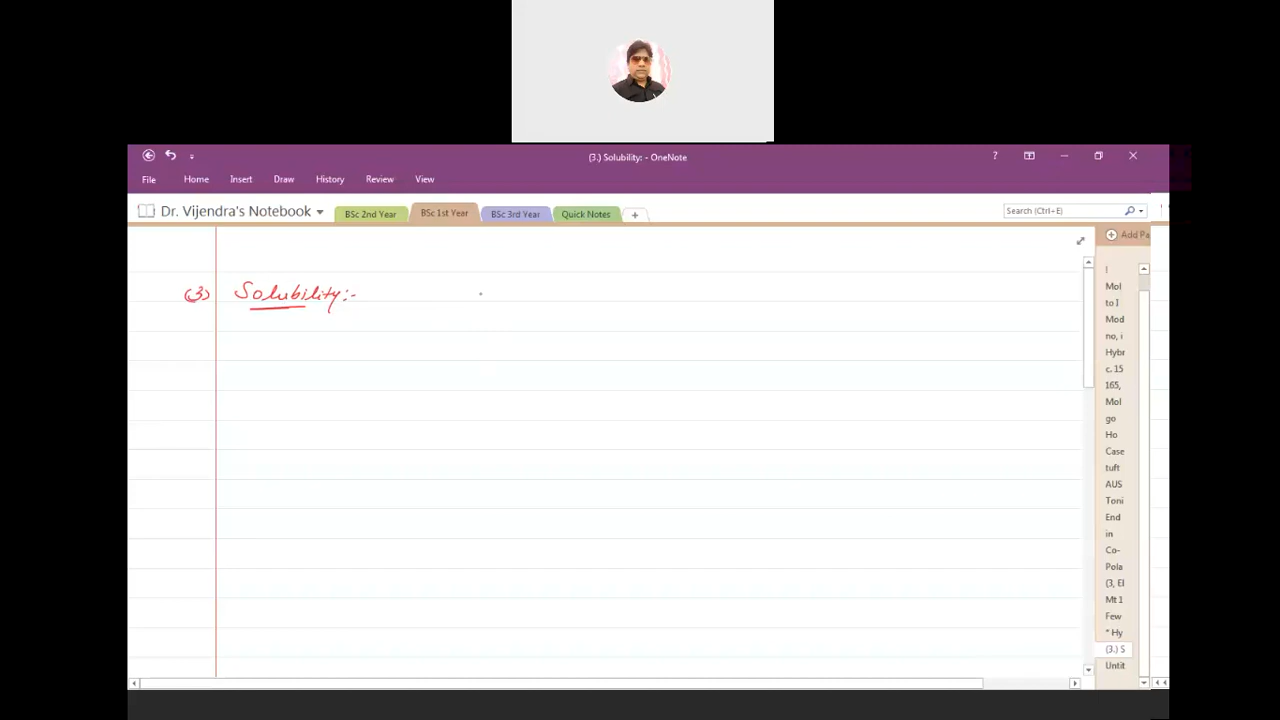 (3.) Solubility: - OneNote
?
File Home Insert Draw History Review View
Dr. Vijendra's Notebook BSc 2nd Year BSc 1st Year BSc 3rd Year Quick Notes + Search (Ctrl+E)
Add Pa
(3) Solubility:-
!
Mol
to I
Mod
no, i
Hybr
c. 15
165,
Mol
go
Ho
Case
tuft
AUS
Toni
End
in
Co-
Pola
(3, El
Mt 1
Few
* Hy
(3.) S
Untit